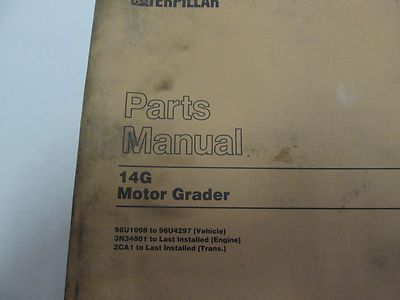 CATERPILLAR
Parts
Manual
14G
Motor Grader
96U1098 to 96U4297 (Vehicle)
3N34801 to Last Installed (Engine)
2CA1 to Last Installed (Trans.)